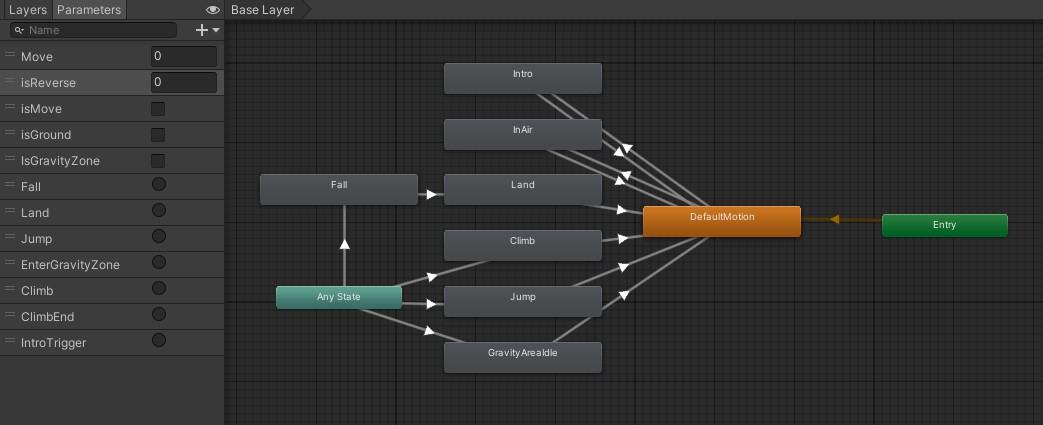 Layers Parameters
Base Layer
Name
Move 0
isReverse 0
isMove
isGround
IsGravityZone
Fall
Land
Jump
EnterGravityZone
Climb
ClimbEnd
IntroTrigger
Intro
InAir
Fall
Land
DefaultMotion
Entry
Climb
Any State
Jump
GravityAreaIdle